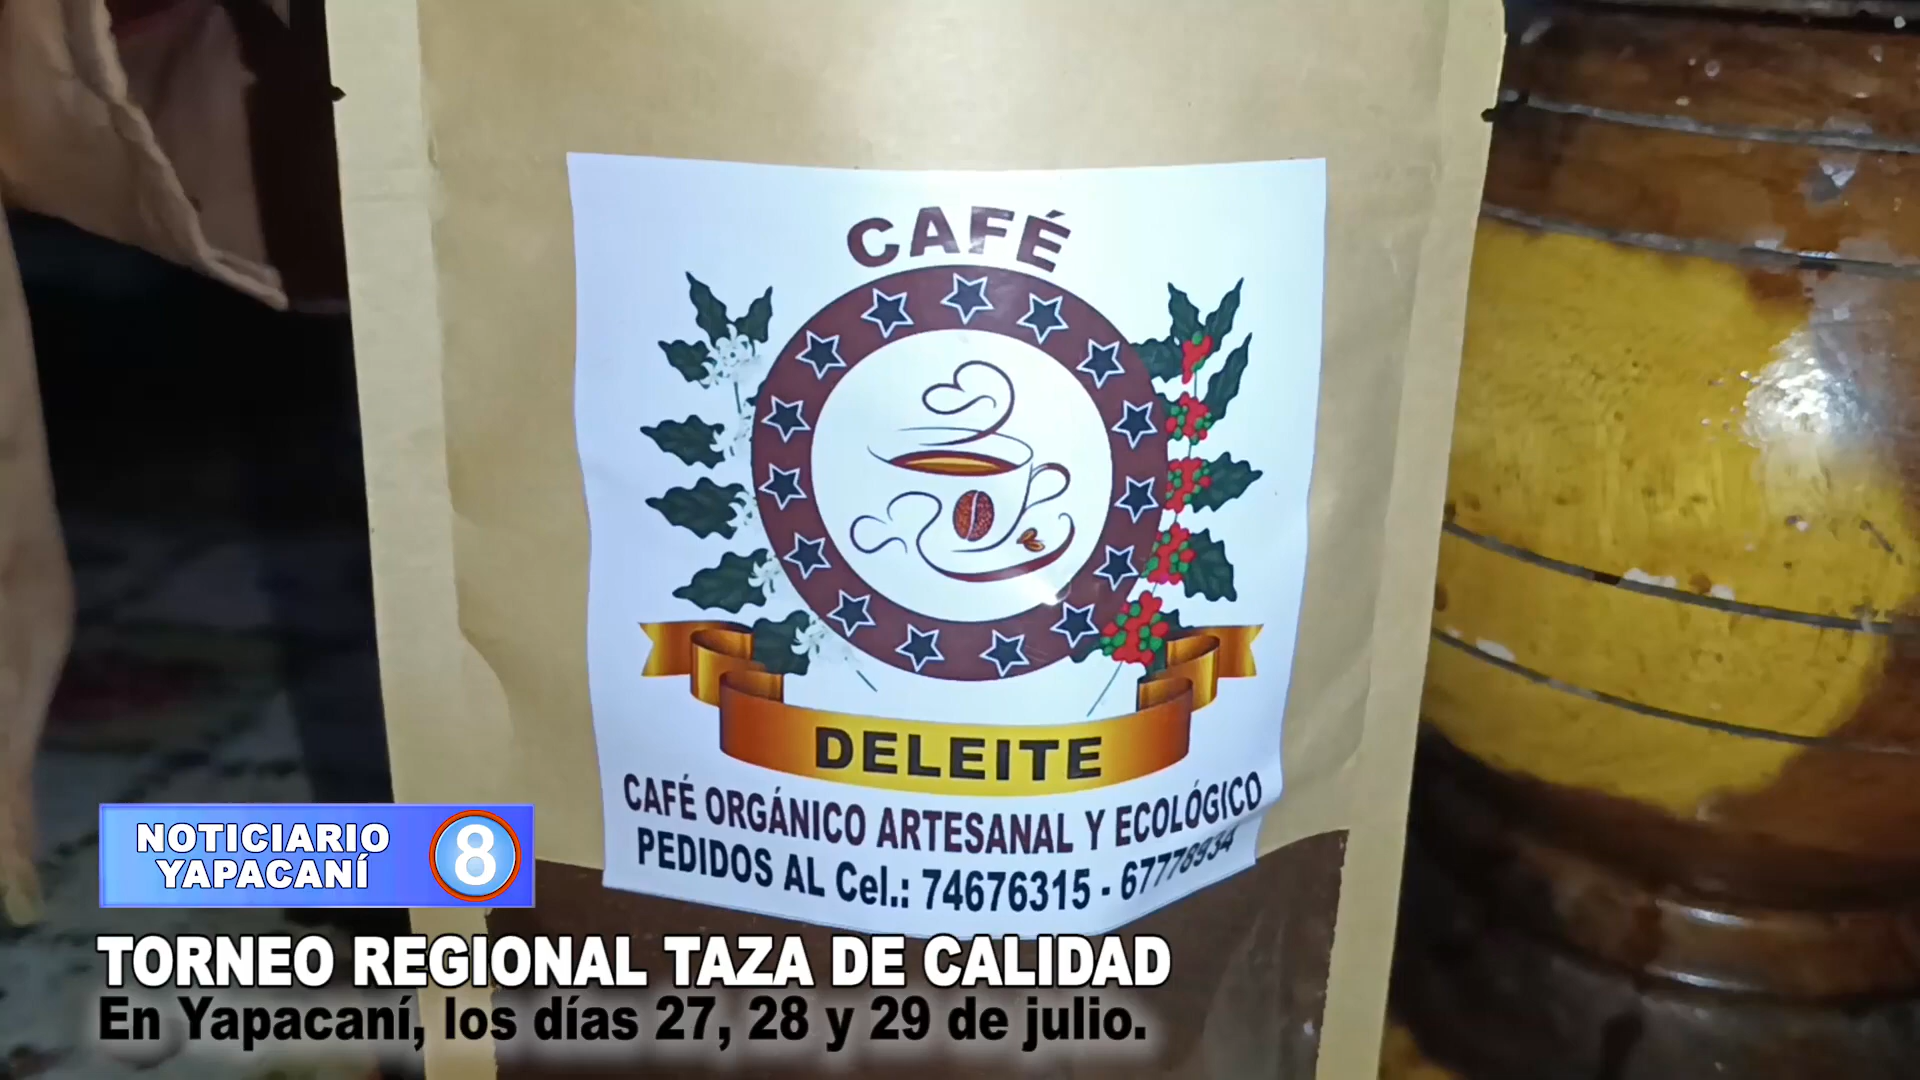 CAFÉ
DELEITE
CAFÉ ORGÁNICO ARTESANAL Y ECOLÓGICO
PEDIDOS AL Cel.: 74676315 - 67778934
NOTICIARIO
YAPACANÍ
8
TORNEO REGIONAL TAZA DE CALIDAD
En Yapacaní, los días 27, 28 y 29 de julio.